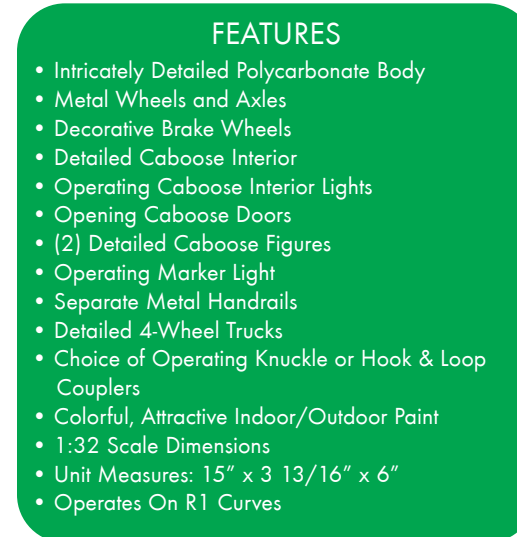 FEATURES
• Intricately Detailed Polycarbonate Body
• Metal Wheels and Axles
• Decorative Brake Wheels
• Detailed Caboose Interior
• Operating Caboose Interior Lights
• Opening Caboose Doors
• (2) Detailed Caboose Figures
• Operating Marker Light
• Separate Metal Handrails
• Detailed 4-Wheel Trucks
• Choice of Operating Knuckle or Hook & Loop
Couplers
• Colorful, Attractive Indoor/Outdoor Paint
• 1:32 Scale Dimensions
• Unit Measures: 15” x 3 13/16” x 6”
• Operates On R1 Curves